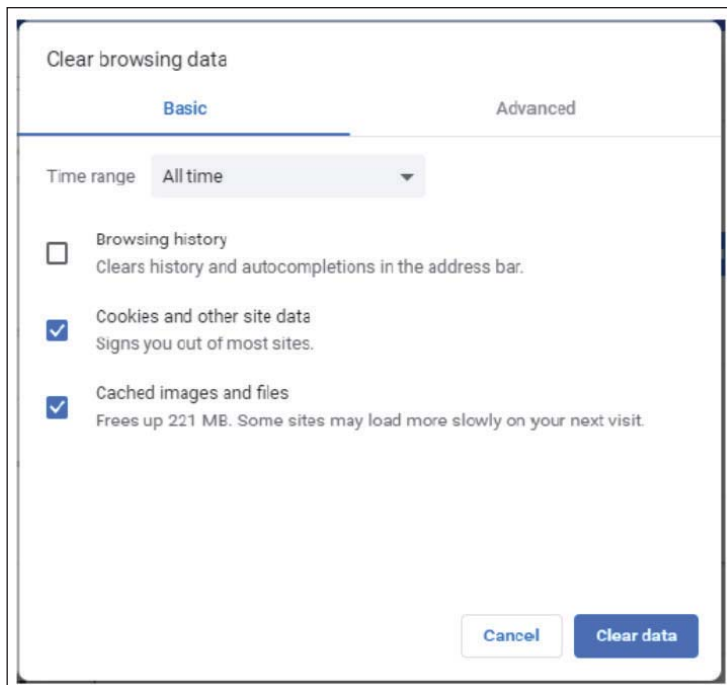 Clear browsing data
Basic
Advanced
Time range
All time
Browsing history
Clears history and autocompletions in the address bar.
Cookies and other site data
Signs you out of most sites.
Cached images and files
Frees up 221 MB. Some sites may load more slowly on your next visit.
Cancel
Clear data